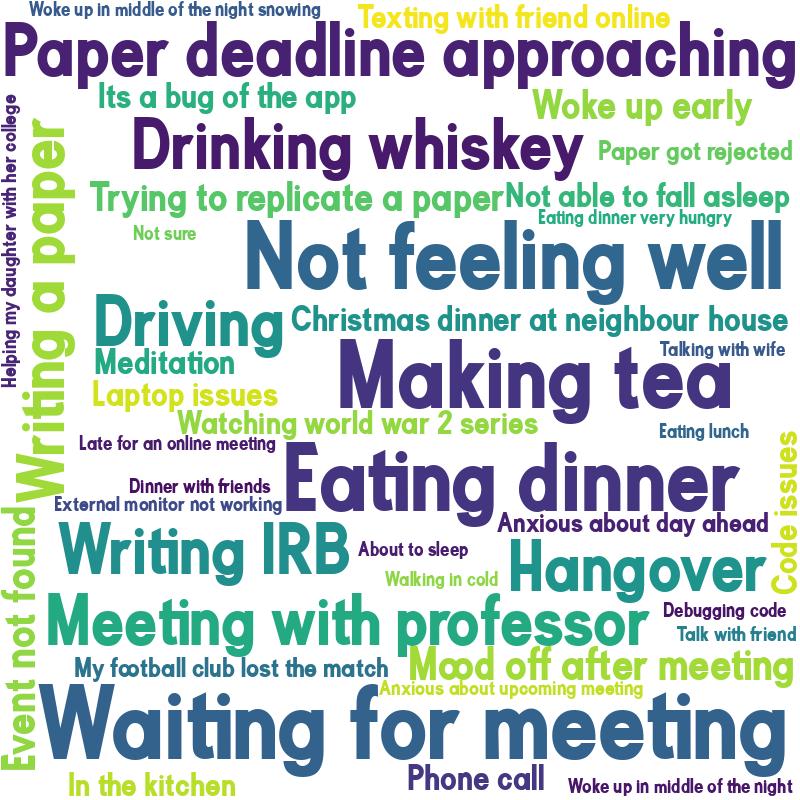 Woke up in middle of the night snowing
Texting with friend online
Paper deadline approaching
Its a bug of the app
Woke up early
Drinking whiskey
Paper got rejected
Helping my daughter with her college
Writing a paper
Trying to replicate a paper
Not able to fall asleep
Eating dinner very hungry
Not sure
Not feeling well
Driving
Christmas dinner at neighbour house
Meditation
Making tea
Talking with wife
Laptop issues
Watching world war 2 series
Eating lunch
Late for an online meeting
Eating dinner
Code issues
Dinner with friends
External monitor not working
Anxious about day ahead
Event not found
Writing IRB
About to sleep
Hangover
Walking in cold
Meeting with professor
Debugging code
Talk with friend
My football club lost the match
Mood off after meeting
Anxious about upcoming meeting
Waiting for meeting
In the kitchen
Phone call
Woke up in middle of the night